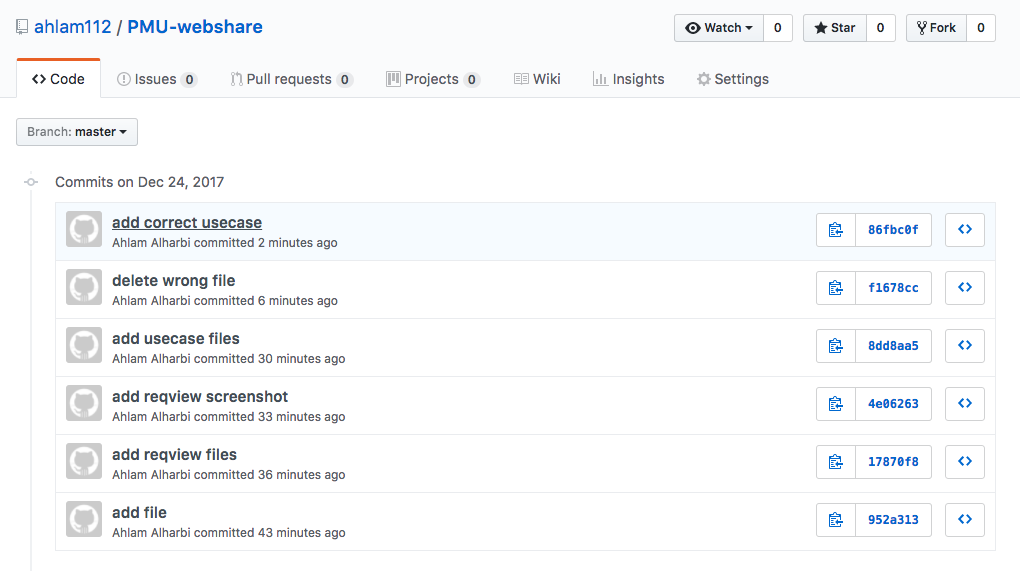 ahlam112 / PMU-webshare
Watch 0 Star 0 Fork 0
Code Issues 0 Pull requests 0 Projects 0 Wiki Insights Settings
Branch: master
Commits on Dec 24, 2017
add correct usecase
Ahlam Alharbi committed 2 minutes ago
86fbc0f
delete wrong file
Ahlam Alharbi committed 6 minutes ago
f1678cc
add usecase files
Ahlam Alharbi committed 30 minutes ago
8dd8aa5
add reqview screenshot
Ahlam Alharbi committed 33 minutes ago
4e06263
add reqview files
Ahlam Alharbi committed 36 minutes ago
17870f8
add file
Ahlam Alharbi committed 43 minutes ago
952a313